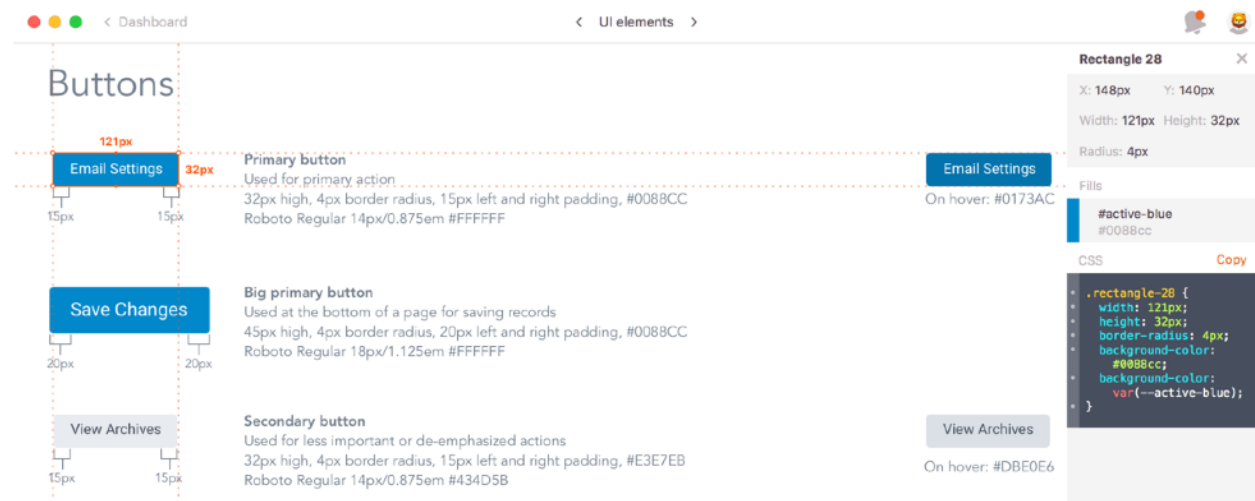 Dashboard
UI elements
Buttons
121px
Email Settings
32px
15px
15px
Primary button
Used for primary action
32px high, 4px border radius, 15px left and right padding, #0088CC
Roboto Regular 14px/0.875em #FFFFFF
Email Settings
On hover: #0173AC
Save Changes
20px
20px
Big primary button
Used at the bottom of a page for saving records
45px high, 4px border radius, 20px left and right padding, #0088CC
Roboto Regular 18px/1.125em #FFFFFF
View Archives
15px
15px
Secondary button
Used for less important or de-emphasized actions
32px high, 4px border radius, 15px left and right padding, #E3E7EB
Roboto Regular 14px/0.875em #434D5B
View Archives
On hover: #DBE0E6
Rectangle 28
X: 148px Y: 140px
Width: 121px Height: 32px
Radius: 4px
Fills
#active-blue
#0088cc
CSS Copy
.rectangle-28 {
width: 121px;
height: 32px;
border-radius: 4px;
background-color:
#0088cc;
background-color:
var(--active-blue);
}